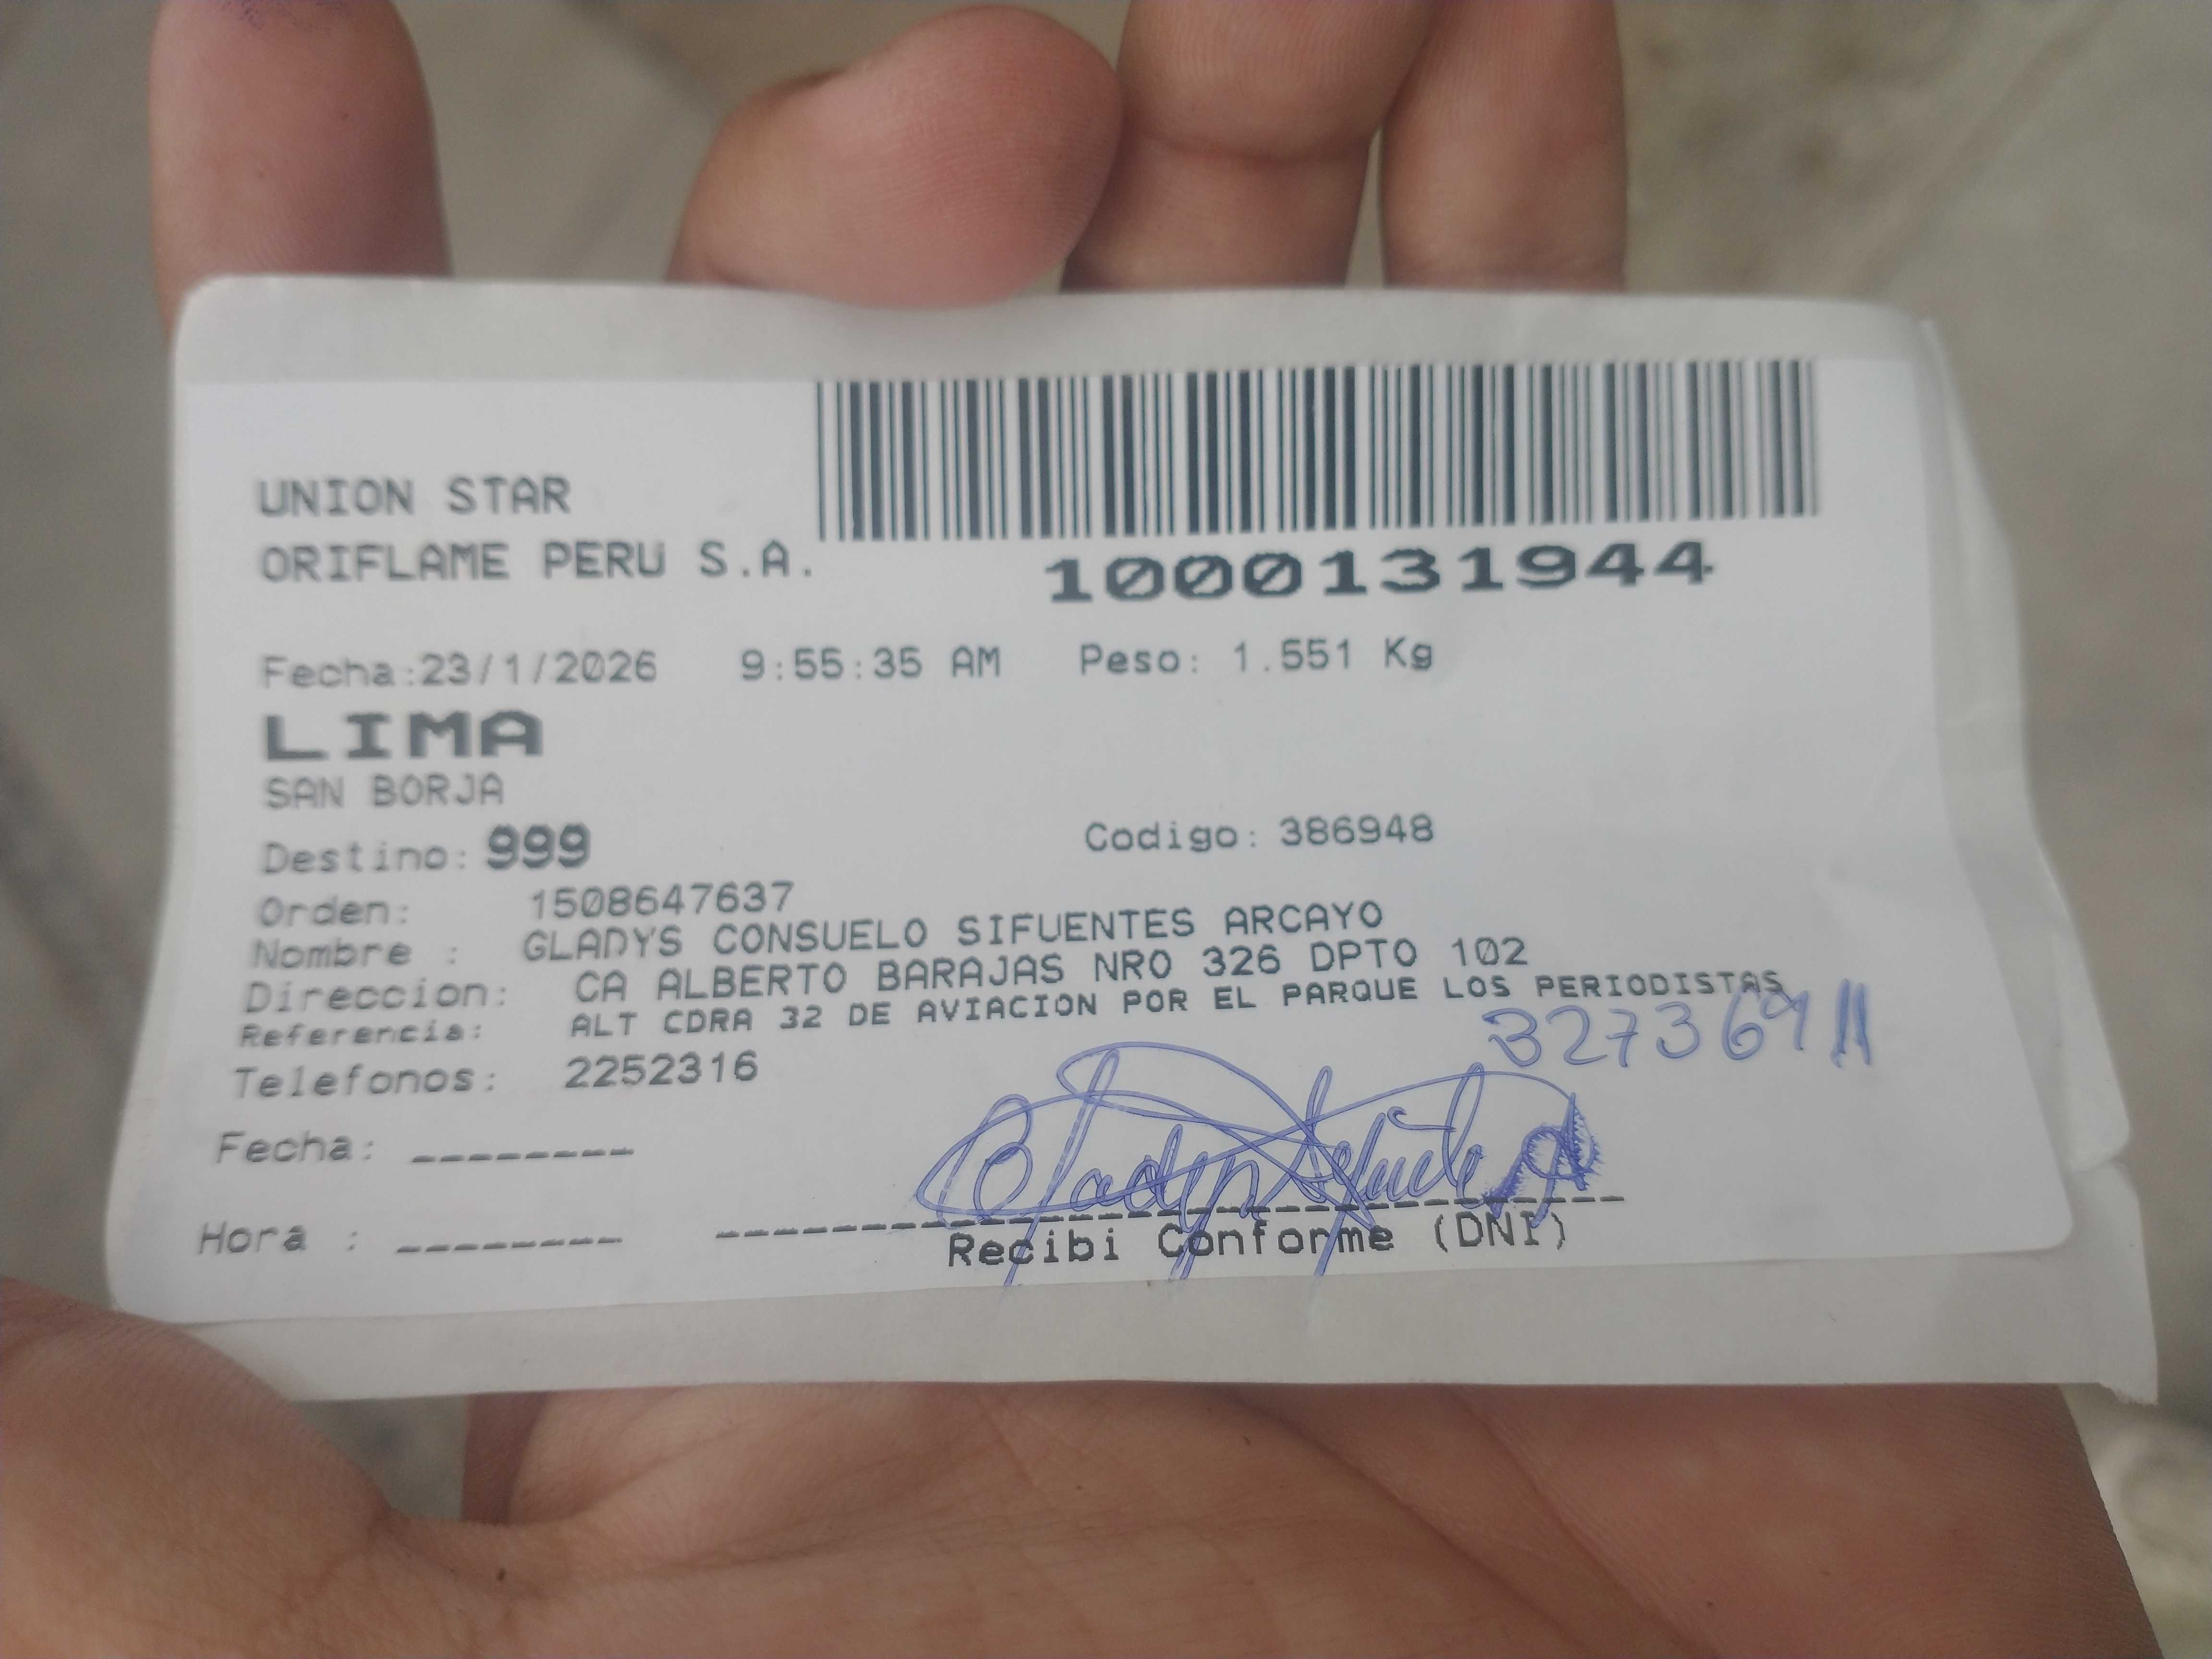 UNION STAR
ORIFLAME PERU S.A.
1000131944
Fecha:23/1/2026 9:55:35 AM Peso: 1.551 Kg
LIMA
SAN BORJA
Destino: 999 Codigo: 386948
Orden: 1508647637
Nombre : GLADYS CONSUELO SIFUENTES ARCAYO
Direccion: CA ALBERTO BARAJAS NRO 326 DPTO 102
Referencia: ALT CDRA 32 DE AVIACION POR EL PARQUE LOS PERIODISTAS
Telefonos: 2252316
Fecha: --------
Hora : --------
Recibi Conforme (DNI)